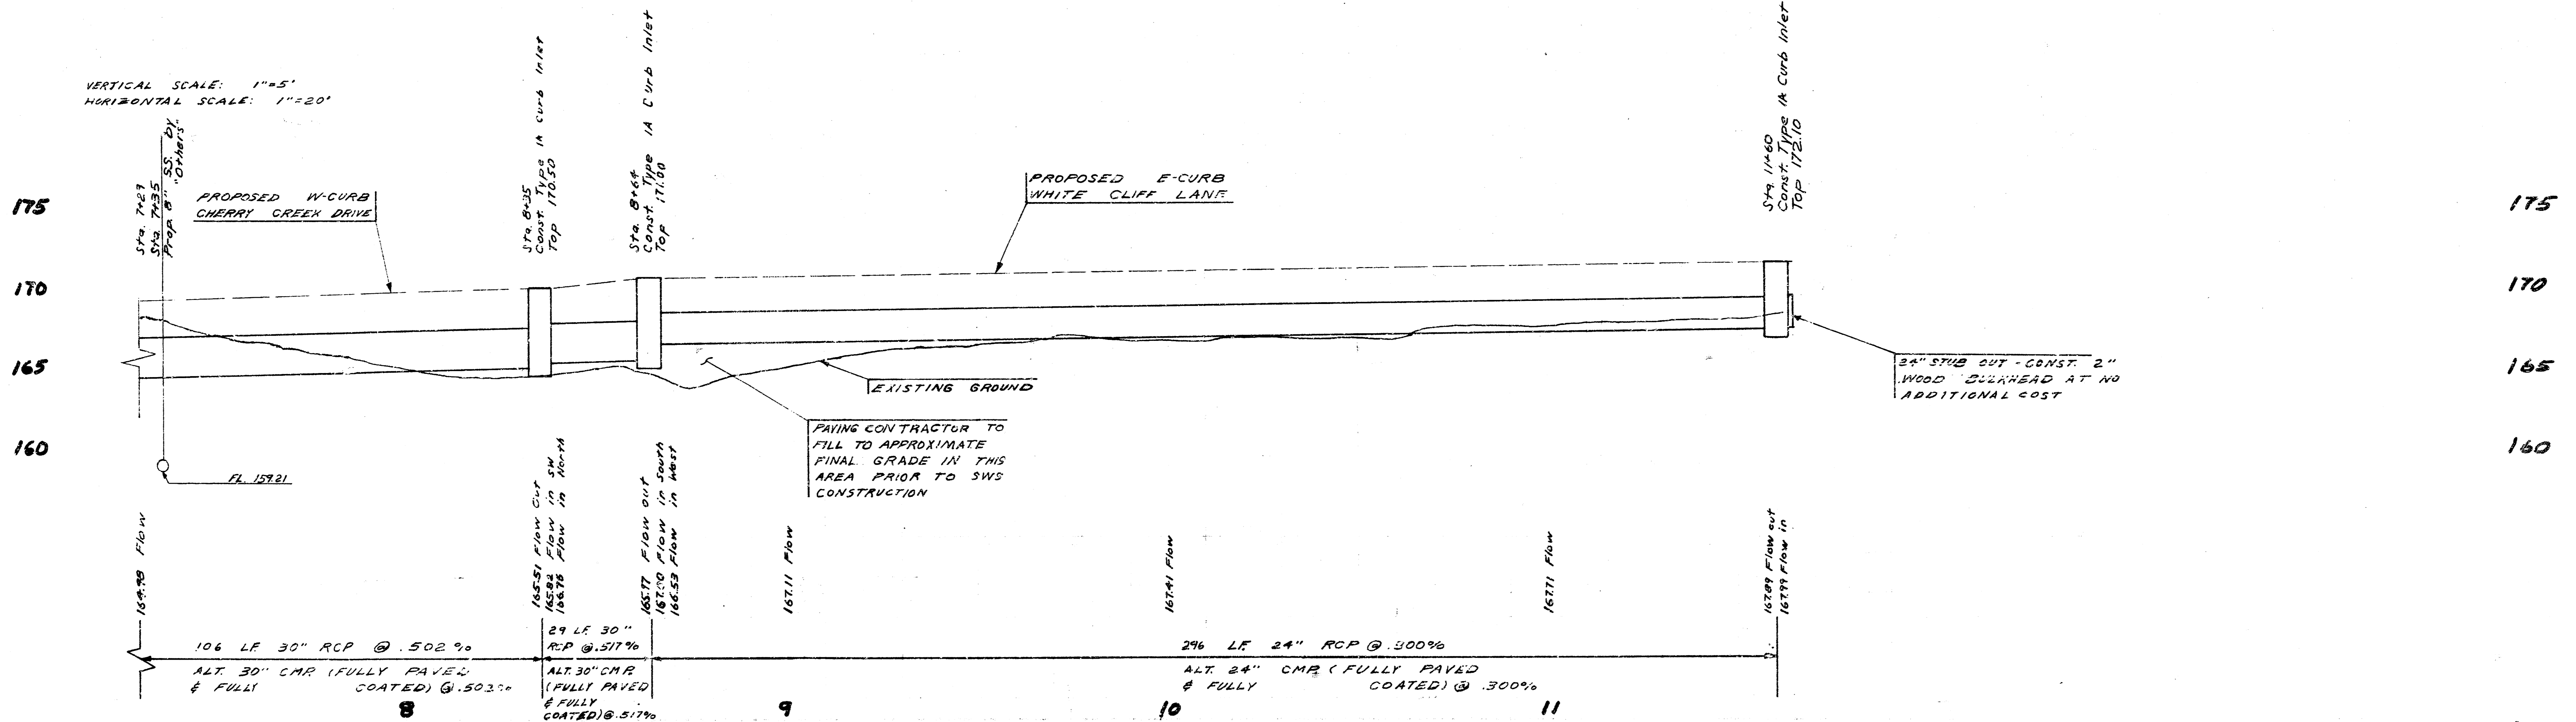 VERTICAL SCALE: 1"=5'
HORIZONTAL SCALE: 1"=20'
Sta. 7+29
Sta. 7+35
Prop. 8" S.S. by
"Others"
PROPOSED W-CURB
CHERRY CREEK DRIVE
Sta. 8+35
Const. Type 1A Curb Inlet
Top 170.50
Sta. 8+64
Const. Type 1A Curb Inlet
Top 171.00
PROPOSED E-CURB
WHITE CLIFF LANE
Sta. 11+60
Const. Type 1A Curb Inlet
Top 172.10
175
170
165
160
175
170
165
160
EXISTING GROUND
24" STUB OUT - CONST. 2"
WOOD BULKHEAD AT NO
ADDITIONAL COST
PAVING CONTRACTOR TO
FILL TO APPROXIMATE
FINAL GRADE IN THIS
AREA PRIOR TO SWS
CONSTRUCTION
FL. 159.21
164.98 Flow
165.51 Flow Out
165.82 Flow in SW
166.76 Flow in North
165.97 Flow out
167.00 Flow in South
166.53 Flow in West
167.11 Flow
167.41 Flow
167.71 Flow
167.89 Flow out
167.99 Flow in
106 LF 30" RCP @ .502%
ALT. 30" CMP. (FULLY PAVED
& FULLY COATED) @ .502%
29 LF 30"
RCP @ .517%
ALT. 30" CMP.
(FULLY PAVED
& FULLY
COATED) @ .517%
296 LF 24" RCP @ .300%
ALT. 24" CMP. (FULLY PAVED
& FULLY COATED) @ .300%
8
9
10
11